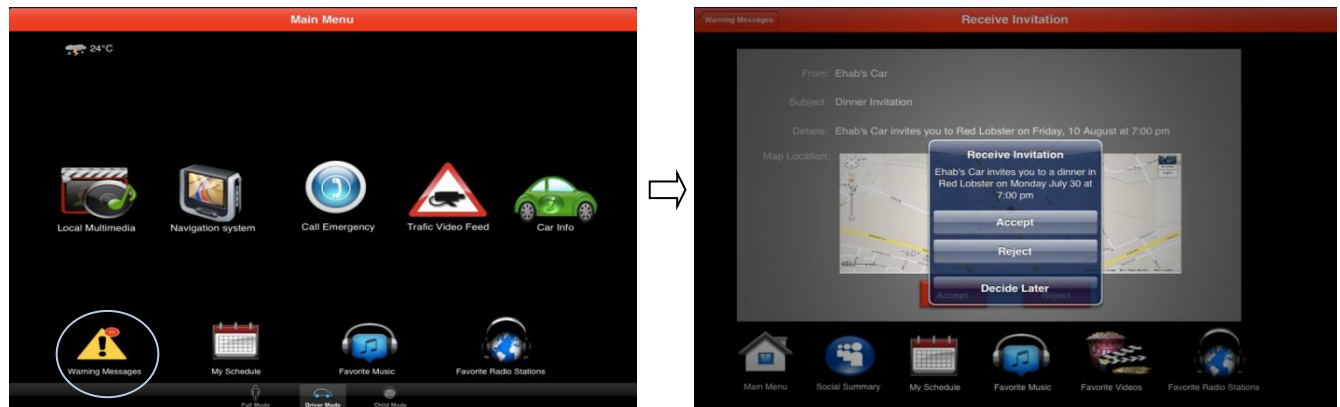 Main Menu
24°C
Local Multimedia
Navigation system
Call Emergency
Trafic Video Feed
Car Info
Warning Messages
My Schedule
Favorite Music
Favorite Radio Stations
Full Mode
Driver Mode
Child Mode
Warning Messages
Receive Invitation
From: Ehab's Car
Subject: Dinner Invitation
Details: Ehab's Car invites you to Red Lobster on Friday, 10 August at 7:00 pm
Map Location:
Receive Invitation
Ehab's Car invites you to a dinner in
Red Lobster on Monday July 30 at
7:00 pm
Accept
Reject
Decide Later
Accept
Reject
Main Menu
Social Summary
My Schedule
Favorite Music
Favorite Videos
Favorite Radio Stations